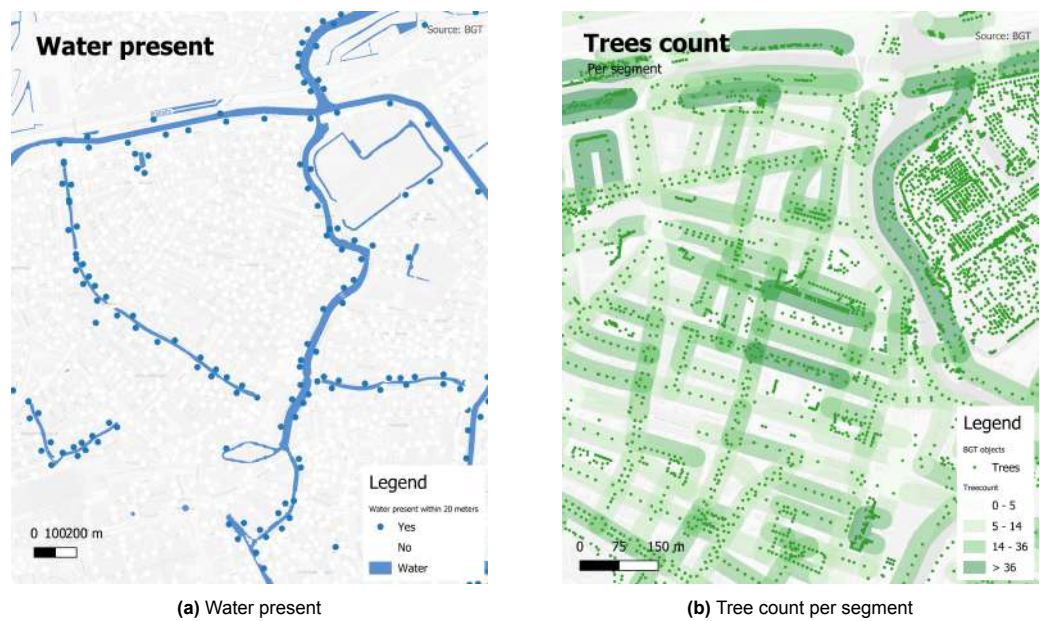 Water present
Source: BGT
Legend
Water present within 20 meters
Yes
No
Water
0 100200 m
(a) Water present
Trees count
Per segment
Source: BGT
Legend
BGT objects
Trees
Treecount
0 - 5
5 - 14
14 - 36
> 36
0 75 150 m
(b) Tree count per segment